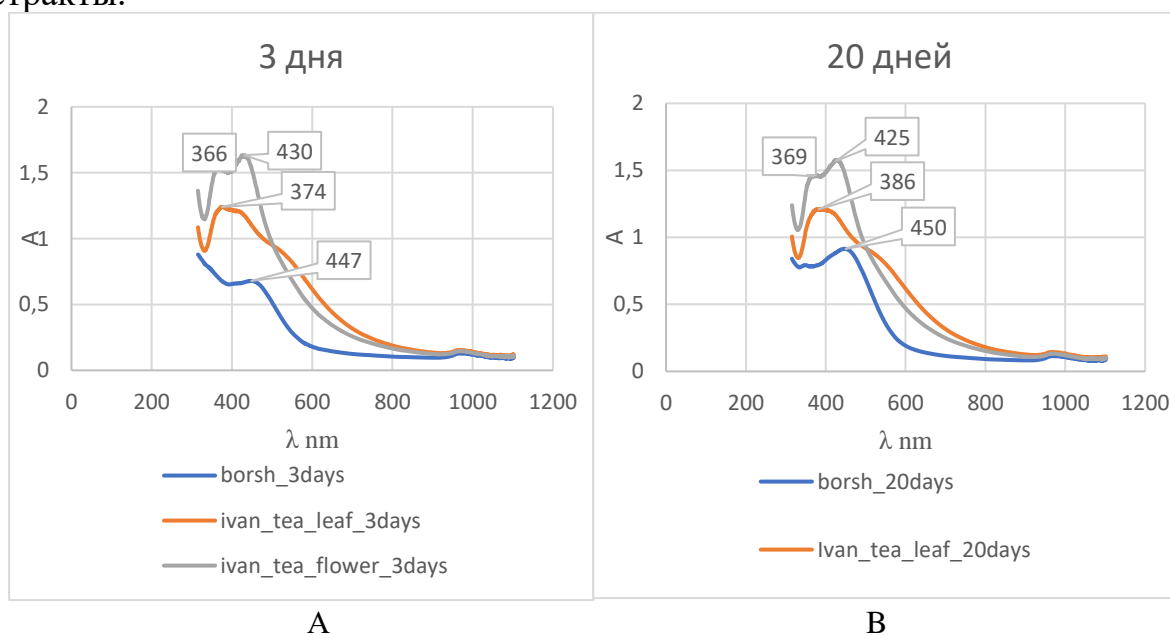 стракты:
3 дня
2
1,5
1
0,5
0
A
366
430
374
447
0 200 400 600 800 1000 1200
λ nm
borsh_3days
ivan_tea_leaf_3days
ivan_tea_flower_3days
A
20 дней
2
1,5
1
0,5
0
A
369
425
386
450
0 200 400 600 800 1000 1200
λ nm
borsh_20days
Ivan_tea_leaf_20days
B